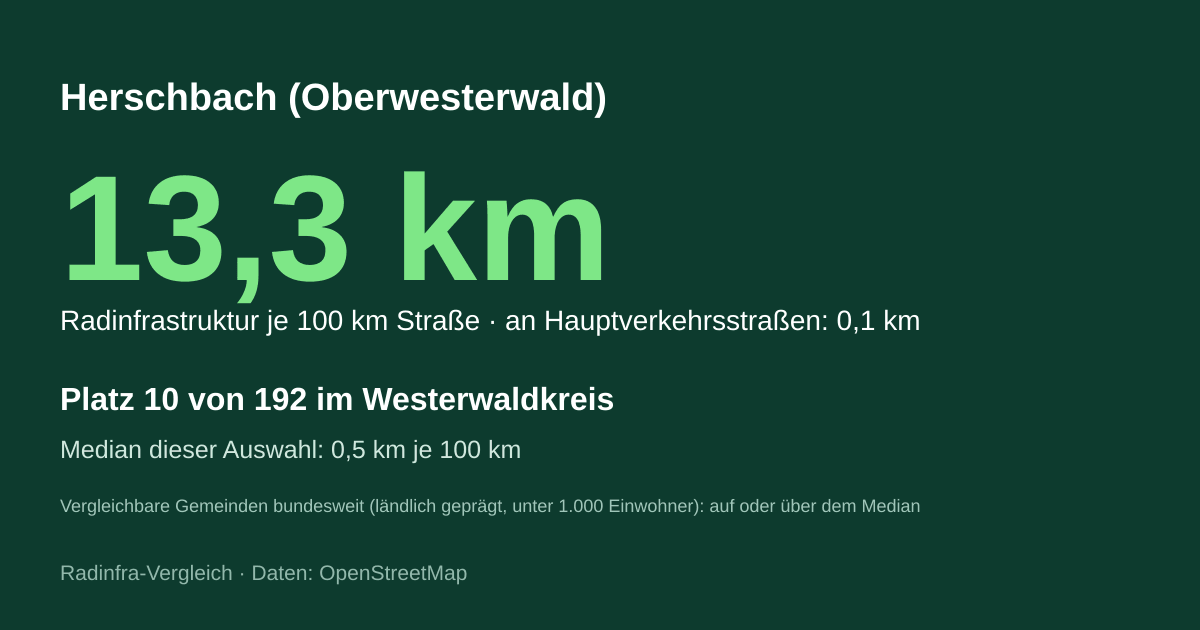 Herschbach (Oberwesterwald)
13,3 km
Radinfrastruktur je 100 km Straße · an Hauptverkehrsstraßen: 0,1 km
Platz 10 von 192 im Westerwaldkreis
Median dieser Auswahl: 0,5 km je 100 km
Vergleichbare Gemeinden bundesweit (ländlich geprägt, unter 1.000 Einwohner): auf oder über dem Median
Radinfra-Vergleich · Daten: OpenStreetMap